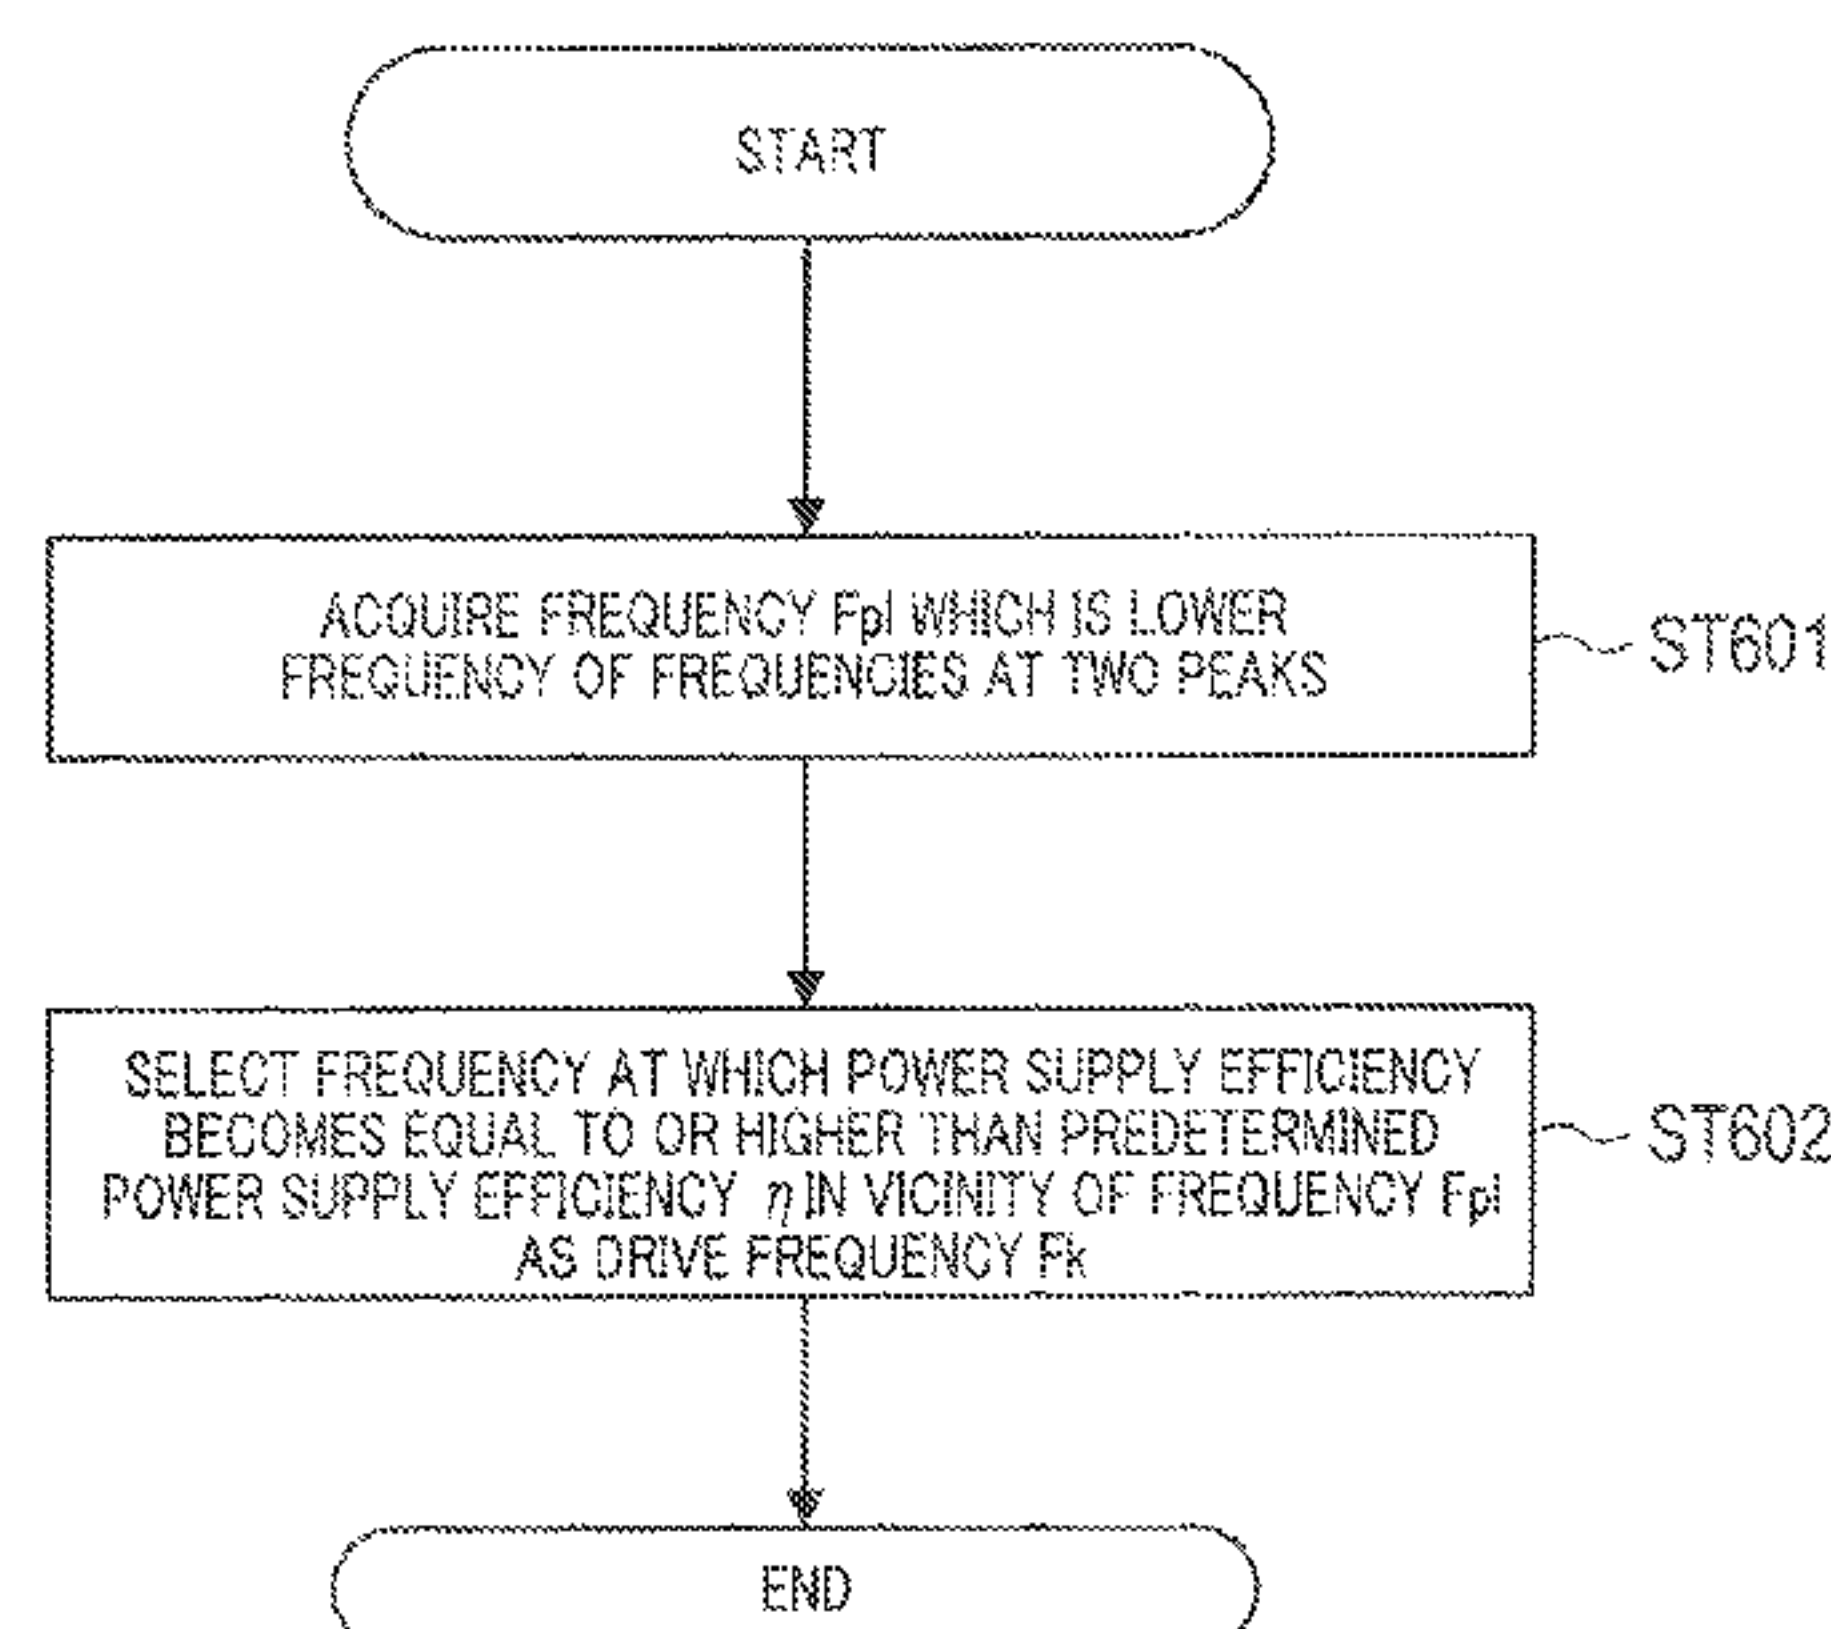 START
ACQUIRE FREQUENCY Fpl WHICH IS LOWER
FREQUENCY OF FREQUENCIES AT TWO PEAKS
ST601
SELECT FREQUENCY AT WHICH POWER SUPPLY EFFICIENCY
BECOMES EQUAL TO OR HIGHER THAN PREDETERMINED
POWER SUPPLY EFFICIENCY η IN VICINITY OF FREQUENCY Fpl
AS DRIVE FREQUENCY Fk
ST602
END